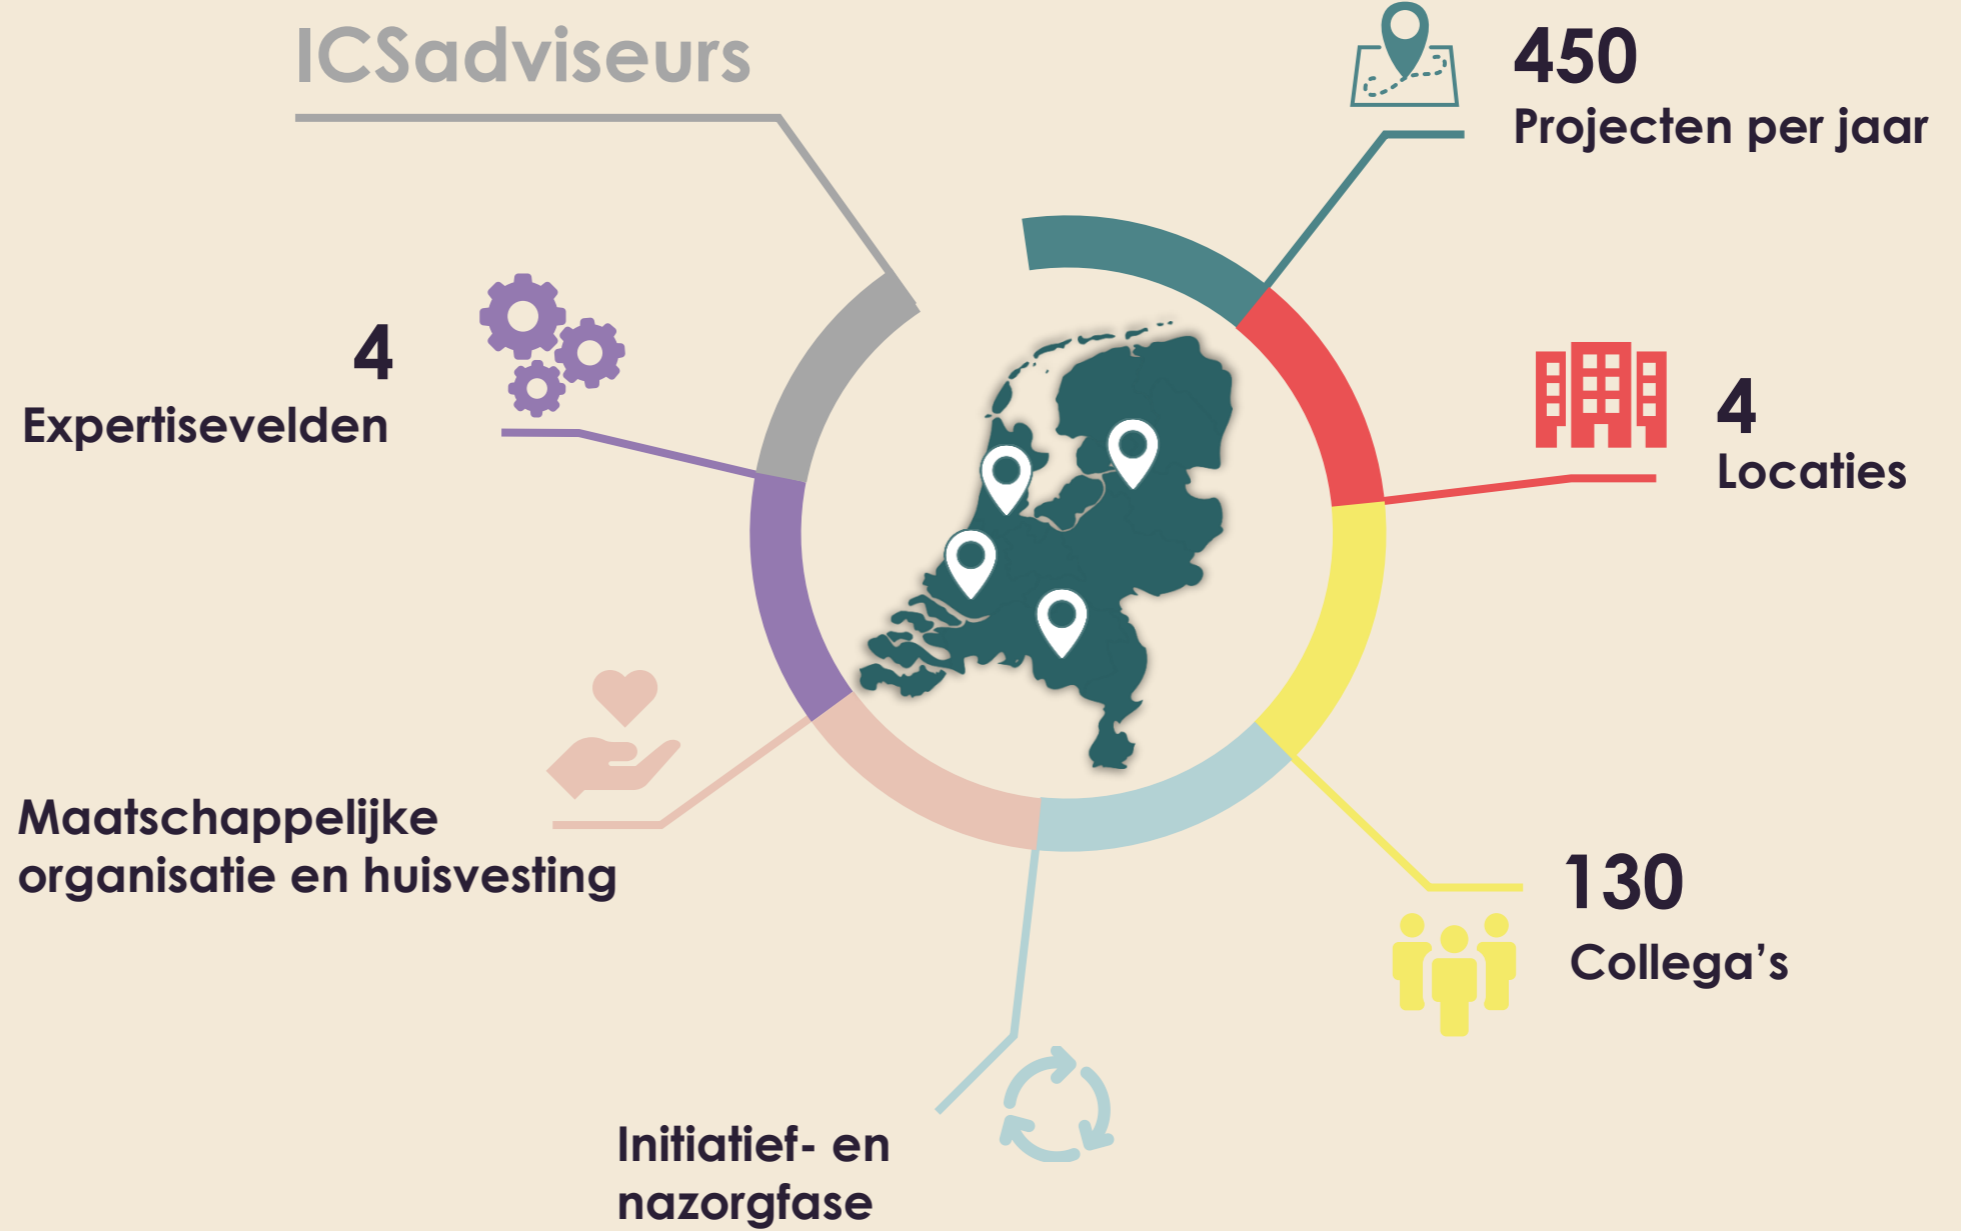 ICSadviseurs
450
Projecten per jaar
4
Expertisevelden
4
Locaties
Maatschappelijke
organisatie en huisvesting
130
Collega’s
Initiatief- en
nazorgfase